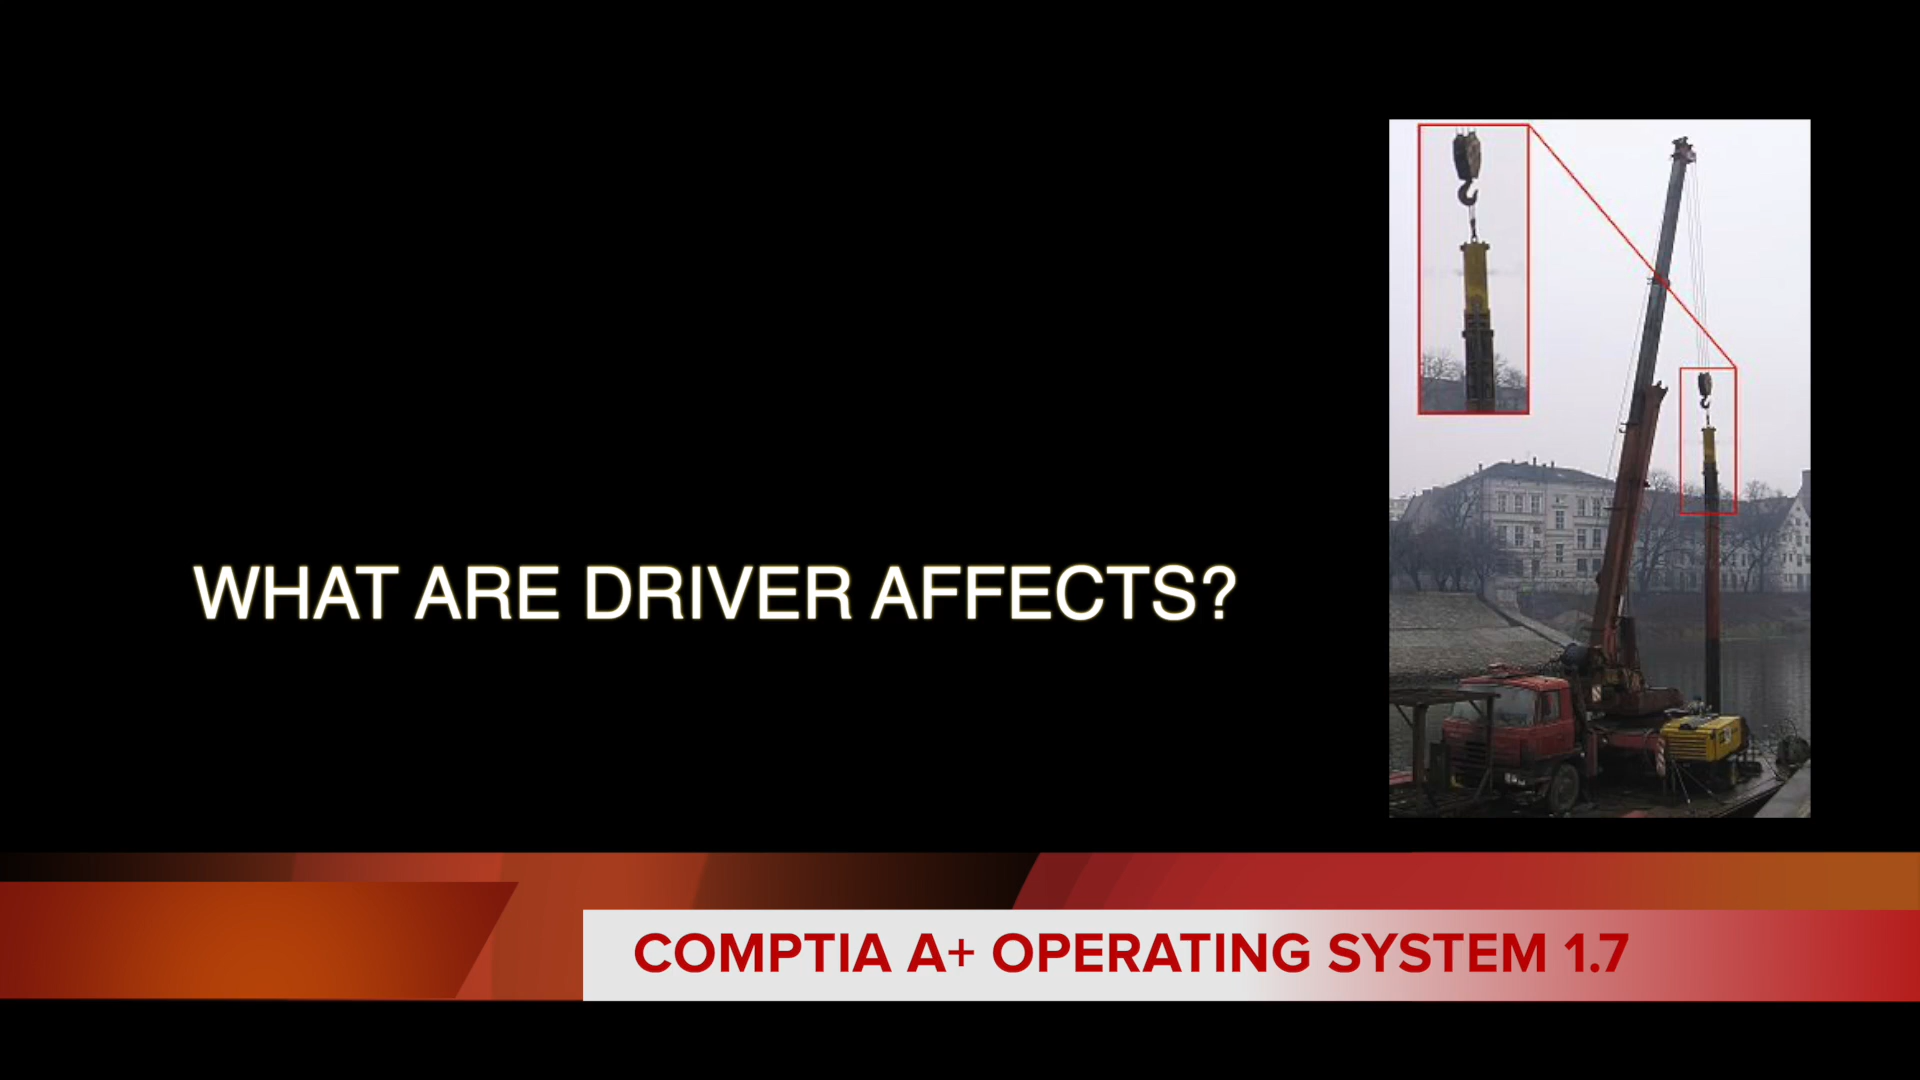 WHAT ARE DRIVER AFFECTS?
COMPTIA A+ OPERATING SYSTEM 1.7